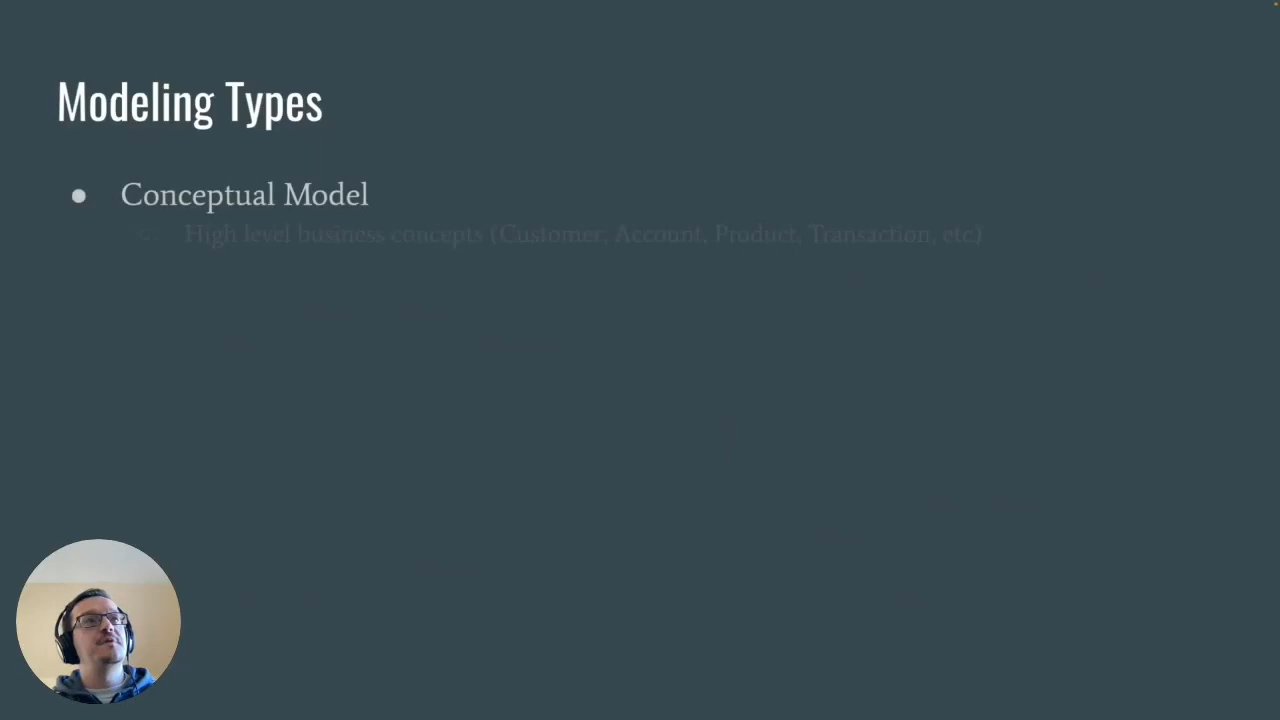 Modeling Types
● Conceptual Model
○ High level business concepts (Customer, Account, Product, Transaction, etc)